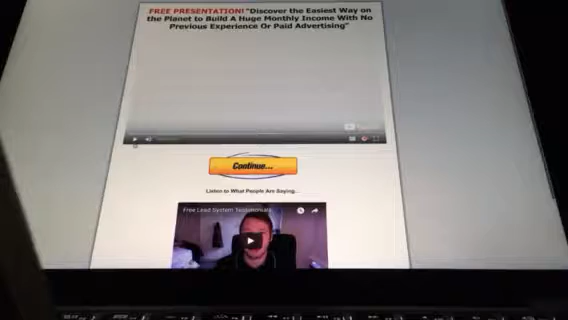 FREE PRESENTATION! "Discover the Easiest Way on
the Planet to Build A Huge Monthly Income With No
Previous Experience Or Paid Advertising"
Continue...
Listen to What People Are Saying...
Free Lead System Testimonials